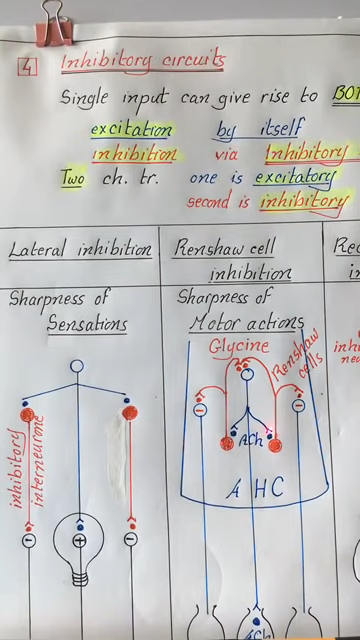 4 Inhibitory circuits
Single input can give rise to
excitation by itself
inhibition via Inhibitory
Two ch. tr. one is excitatory
second is inhibitory
Lateral inhibition
Sharpness of
Sensations
inhibitory
interneurone
-
+
-
Renshaw cell
inhibition
Sharpness of
Motor actions
Glycine
Renshaw
cells
-
-
ACh
AHC
ACh